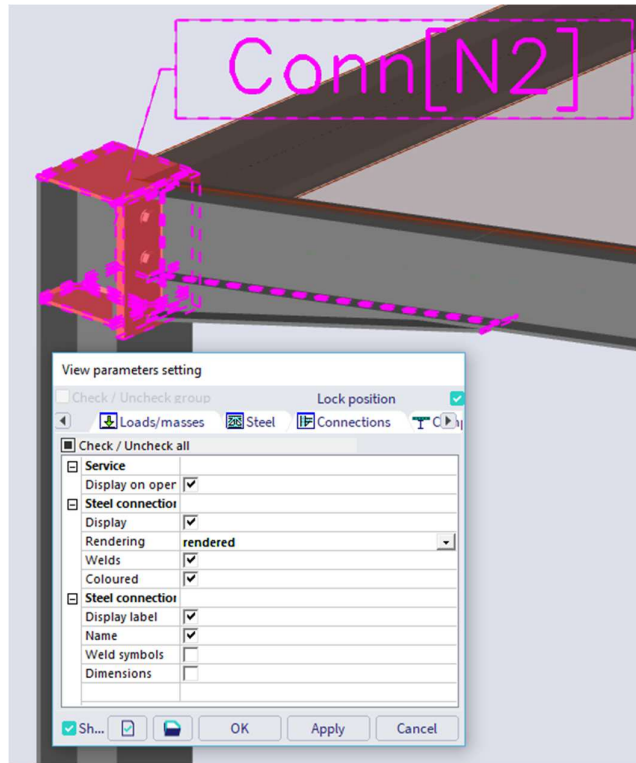 Conn[N2]
View parameters setting
Check / Uncheck group Lock position
Loads/masses Steel Connections
Check / Uncheck all
Service
Display on oper
Steel connection
Display
Rendering rendered
Welds
Coloured
Steel connection
Display label
Name
Weld symbols
Dimensions
Sh... OK Apply Cancel